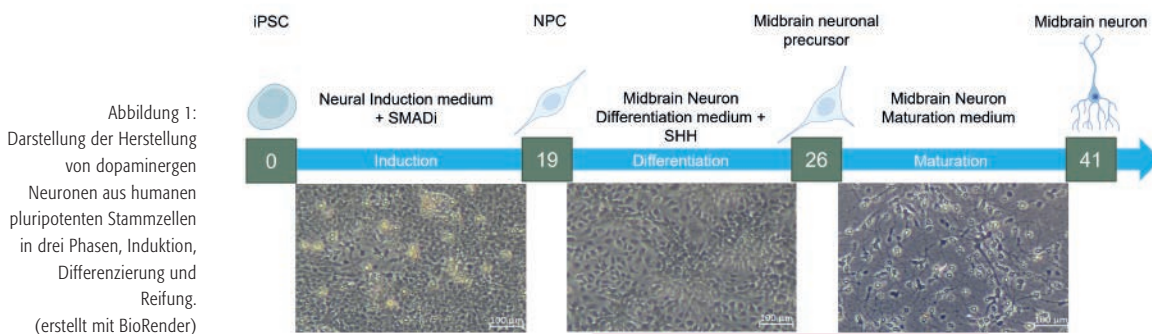 iPSC
NPC
Midbrain neuronal
precursor
Midbrain neuron
Neural Induction medium
+ SMADi
Midbrain Neuron
Differentiation medium +
SHH
Midbrain Neuron
Maturation medium
0
Induction
19
Differentiation
26
Maturation
41
100 µm
100 µm
100 µm
Abbildung 1:
Darstellung der Herstellung
von dopaminergen
Neuronen aus humanen
pluripotenten Stammzellen
in drei Phasen, Induktion,
Differenzierung und
Reifung.
(erstellt mit BioRender)